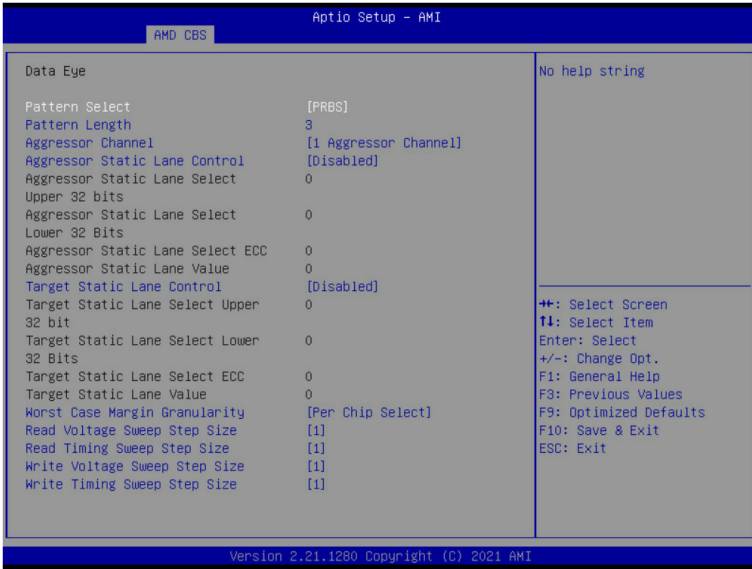 Aptio Setup – AMI
AMD CBS
Data Eye
No help string
Pattern Select [PRBS]
Pattern Length 3
Aggressor Channel [1 Aggressor Channel]
Aggressor Static Lane Control [Disabled]
Aggressor Static Lane Select 0
Upper 32 bits
Aggressor Static Lane Select 0
Lower 32 Bits
Aggressor Static Lane Select ECC 0
Aggressor Static Lane Value 0
Target Static Lane Control [Disabled]
Target Static Lane Select Upper 0
32 bit
Target Static Lane Select Lower 0
32 Bits
Target Static Lane Select ECC 0
Target Static Lane Value 0
Worst Case Margin Granularity [Per Chip Select]
Read Voltage Sweep Step Size [1]
Read Timing Sweep Step Size [1]
Write Voltage Sweep Step Size [1]
Write Timing Sweep Step Size [1]
→←: Select Screen
↑↓: Select Item
Enter: Select
+/-: Change Opt.
F1: General Help
F3: Previous Values
F9: Optimized Defaults
F10: Save & Exit
ESC: Exit
Version 2.21.1280 Copyright (C) 2021 AMI